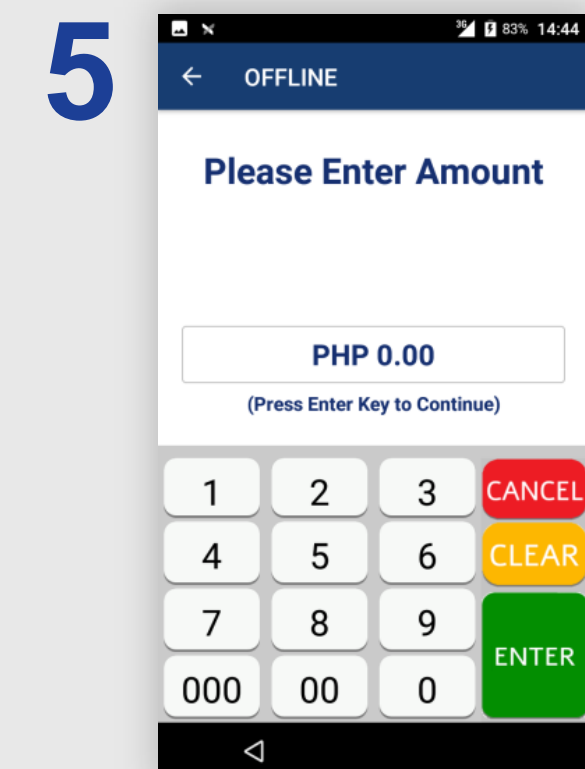 5
3G 83% 14:44
OFFLINE
Please Enter Amount
PHP 0.00
(Press Enter Key to Continue)
1 2 3 CANCEL
4 5 6 CLEAR
7 8 9
ENTER
000 00 0